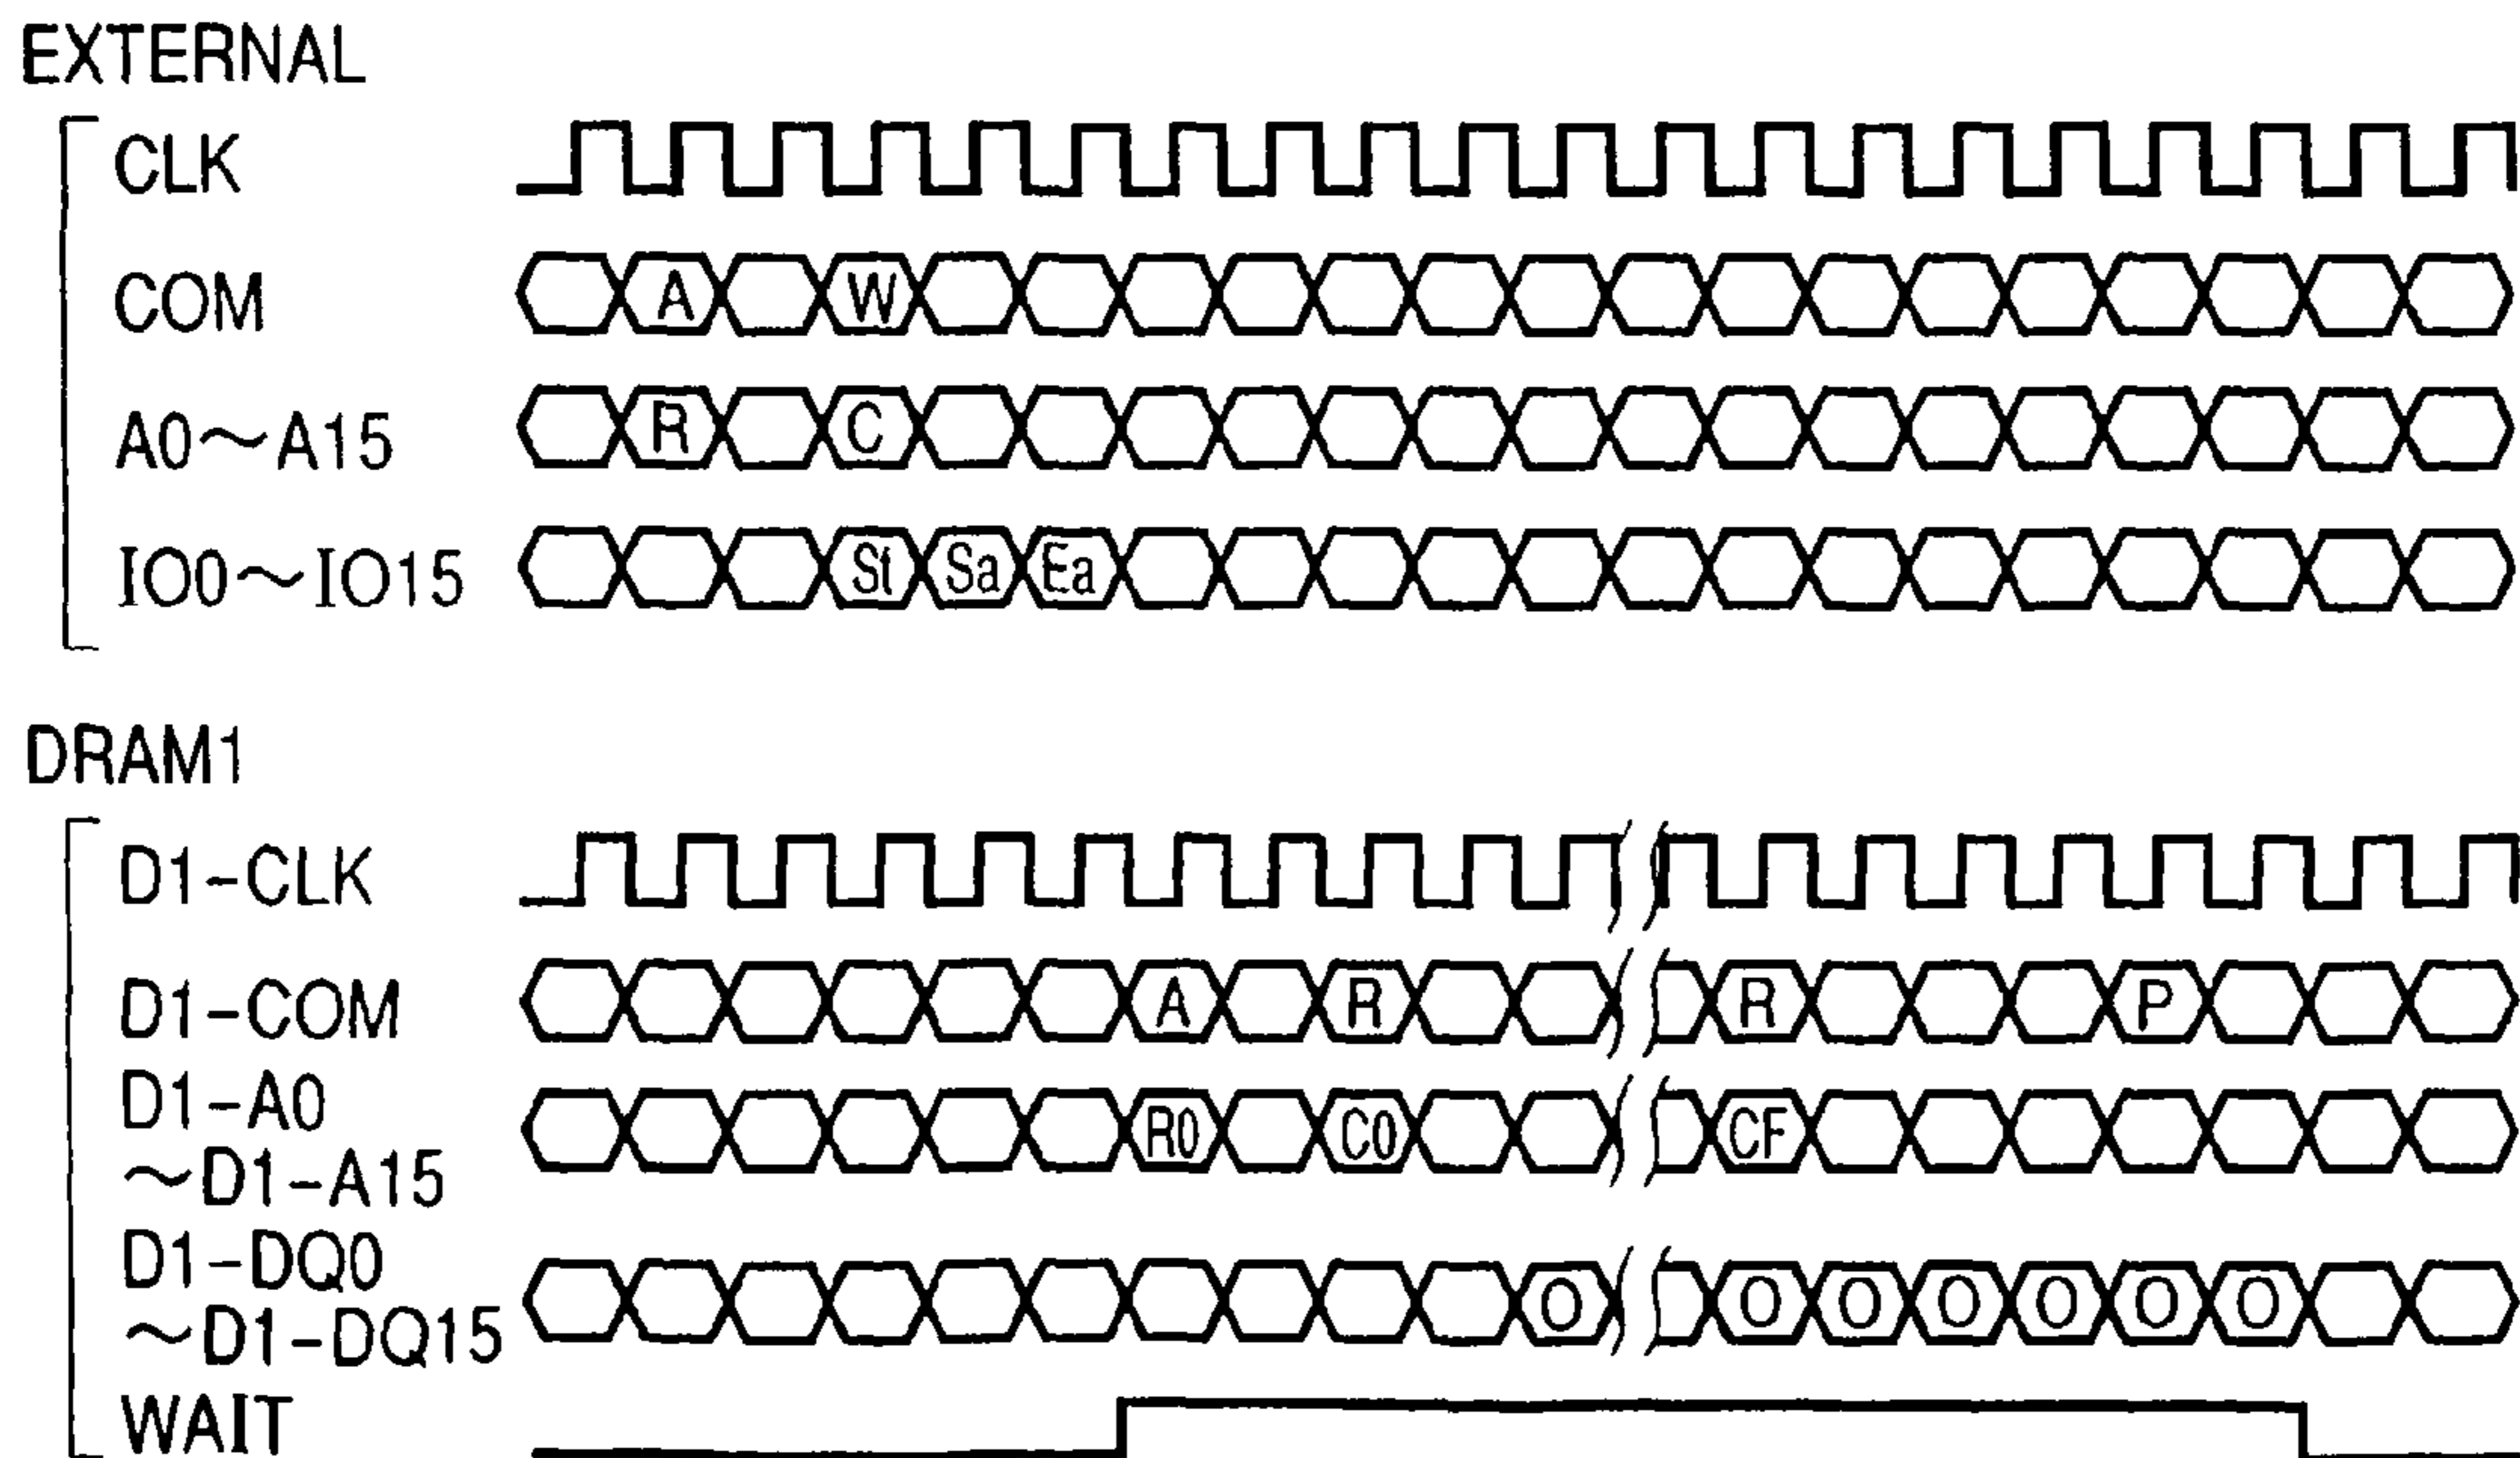 EXTERNAL
CLK
COM A W
A0～A15 R C
IO0～IO15 St Sa Ea
DRAM1
D1-CLK
D1-COM A R R P
D1-A0
～D1-A15 R0 C0 CF
D1-DQ0
～D1-DQ15 O O O O O O O
WAIT